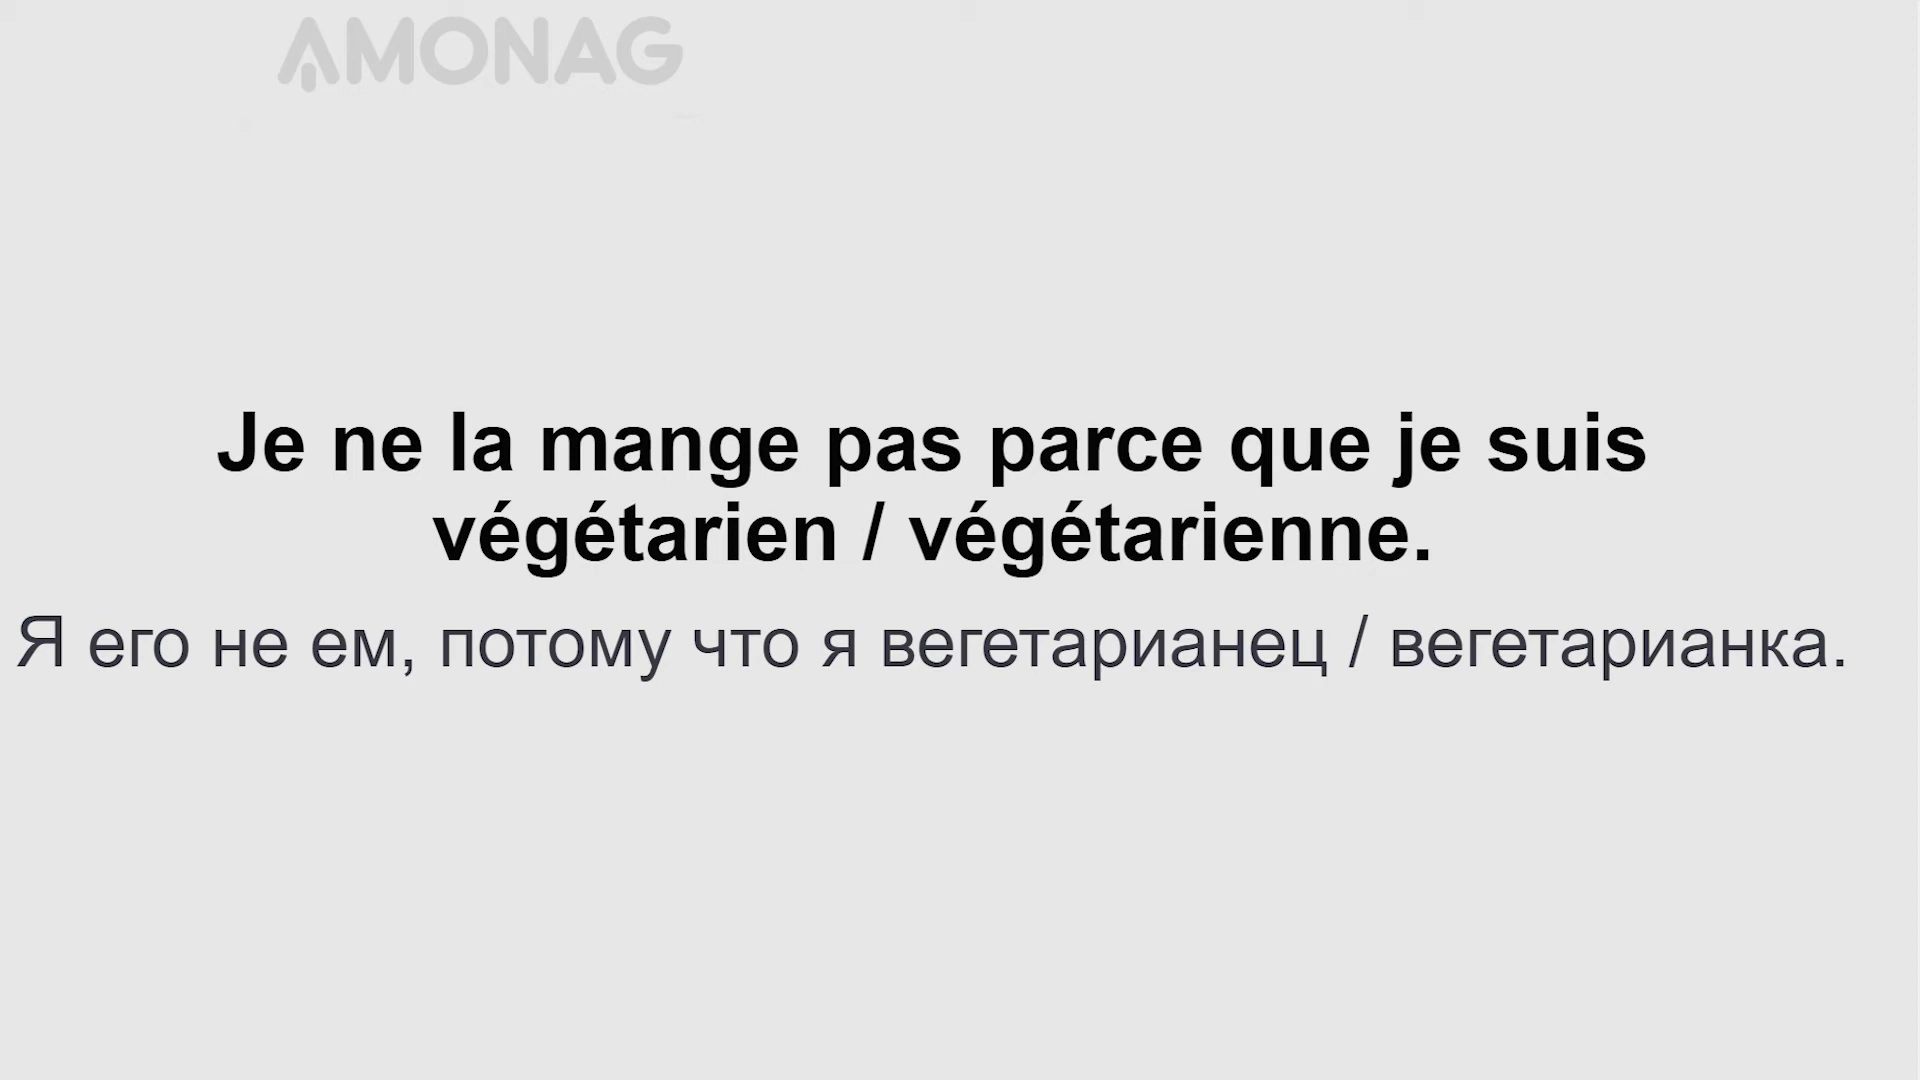 AMONAG
Je ne la mange pas parce que je suis
végétarien / végétarienne.
Я его не ем, потому что я вегетарианец / вегетарианка.